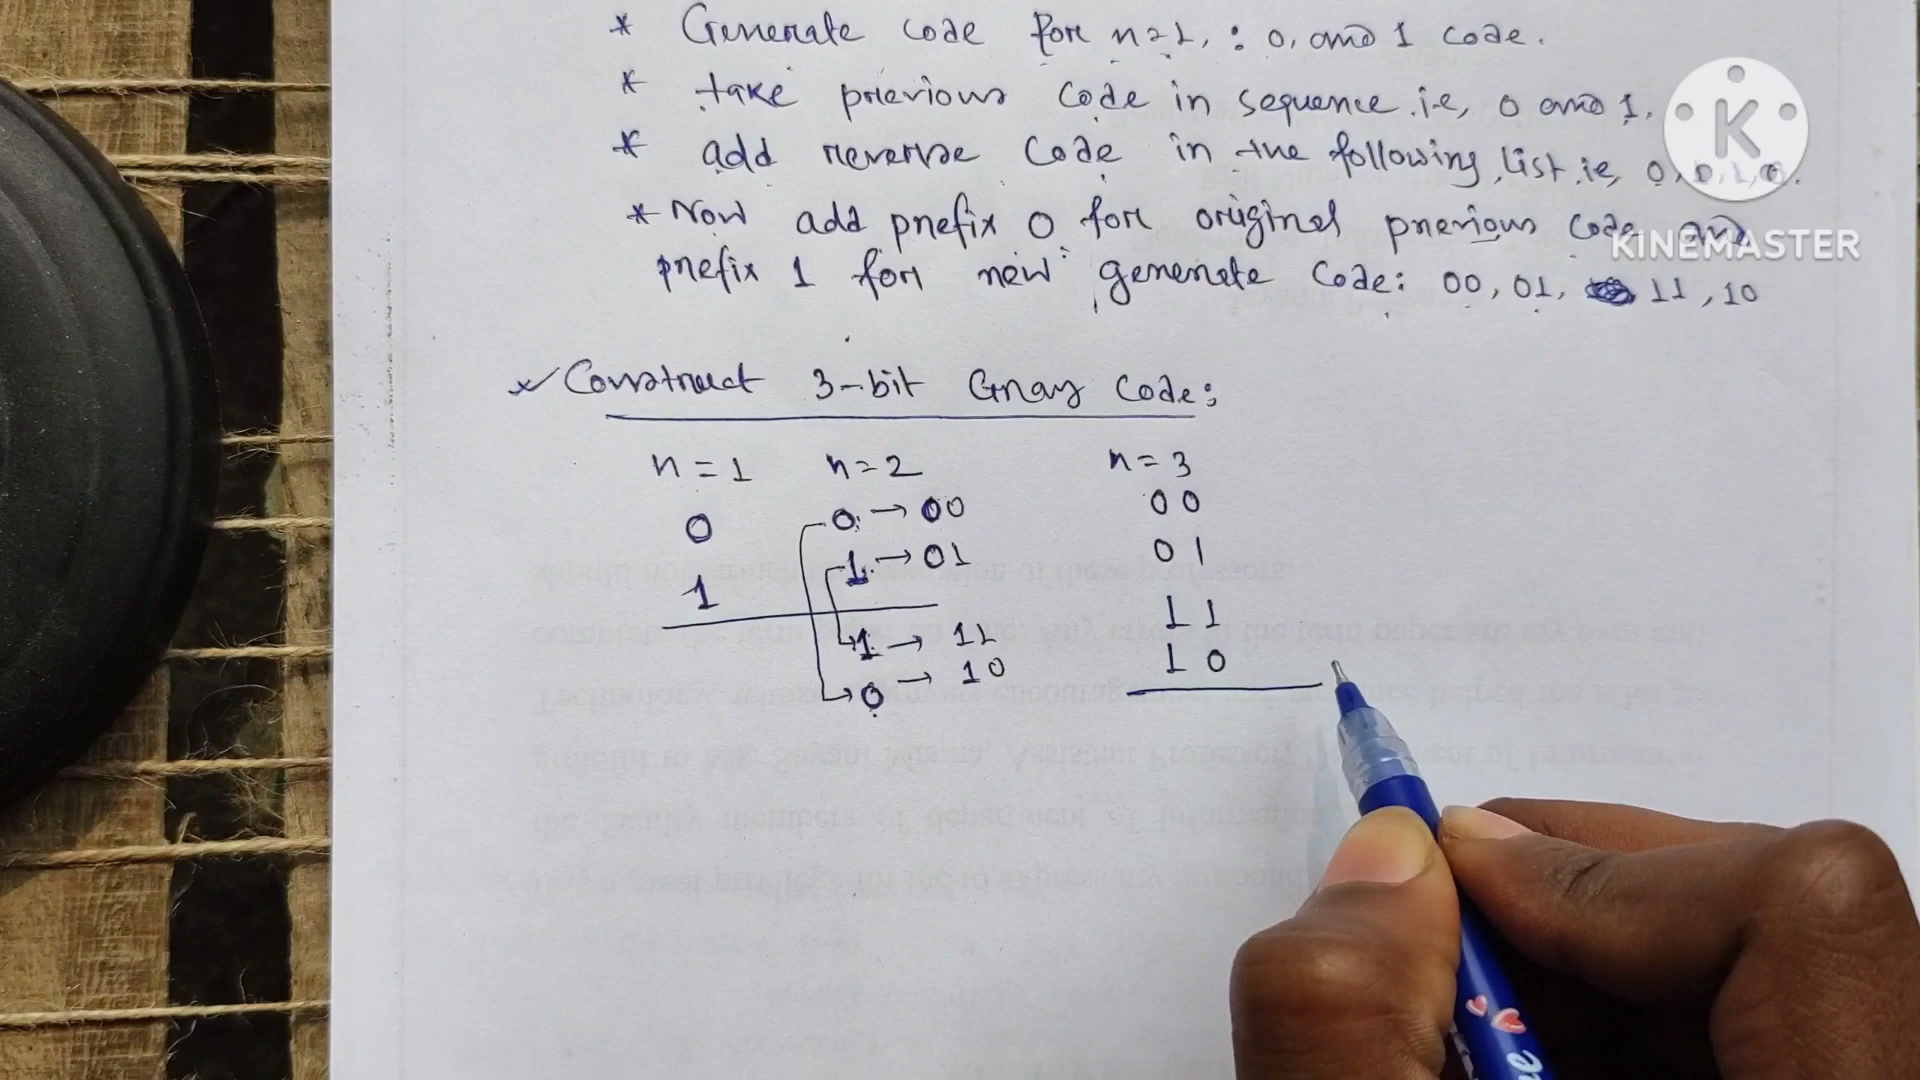 * Generate code for n=1, : 0, and 1 code.
* take previous code in sequence i.e, 0 and 1.
* add reverse code in the following list i.e, 0, 1, 1, 0.
* Now add prefix 0 for original previous code and
prefix 1 for new generate code: 00, 01, 11, 10
Construct 3-bit Gray Code:
n = 1 n = 2 n = 3
0 0 → 00 00
1 1 → 01 01
1 → 11 11
0 → 10 10
K
KINEMASTER